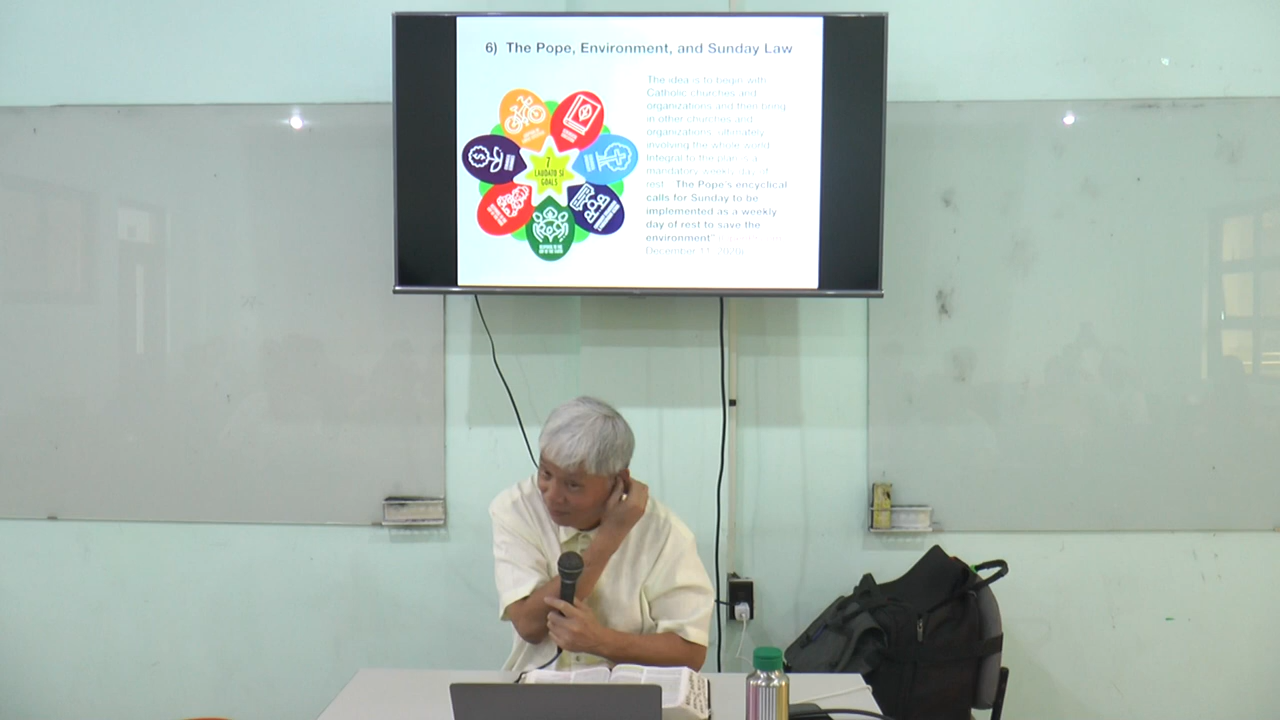 6) The Pope, Environment, and Sunday Law
The idea is to begin with
Catholic churches and
organizations and then bring
in other churches and
organizations, ultimately
involving the whole world.
Integral to the plan is a
mandatory weekly day of
rest. The Pope's encyclical
calls for Sunday to be
implemented as a weekly
day of rest to save the
environment"
December 11, 2020)
7
LAUDATO SI'
GOALS